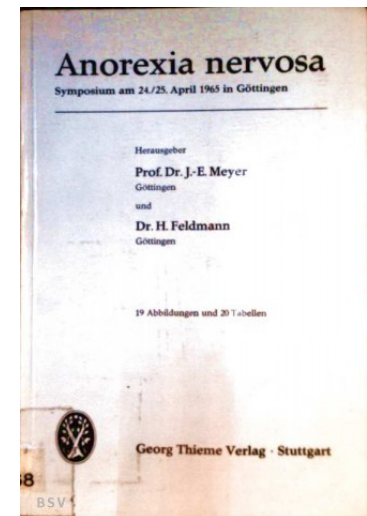 Anorexia nervosa
Symposium am 24./25. April 1965 in Göttingen
Herausgeber
Prof. Dr. J.-E. Meyer
Göttingen
und
Dr. H. Feldmann
Göttingen
19 Abbildungen und 20 Tabellen
Georg Thieme Verlag · Stuttgart
38
BSV